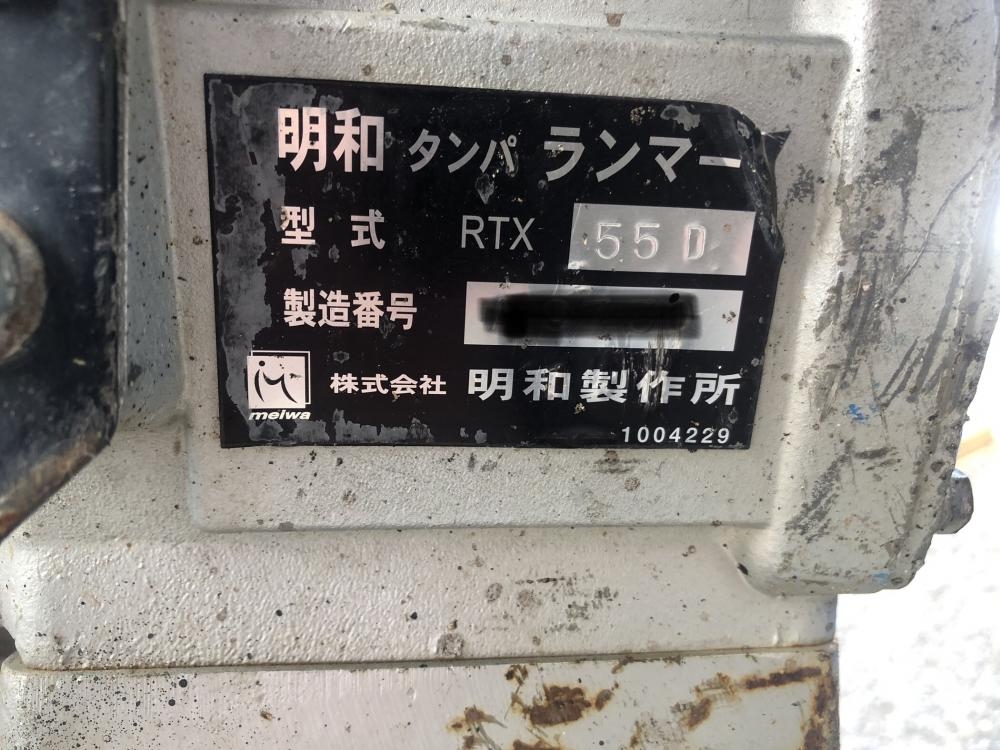 明和 タンパ ランマー
型式 RTX 55D
製造番号
meiwa 株式会社 明和製作所
1004229